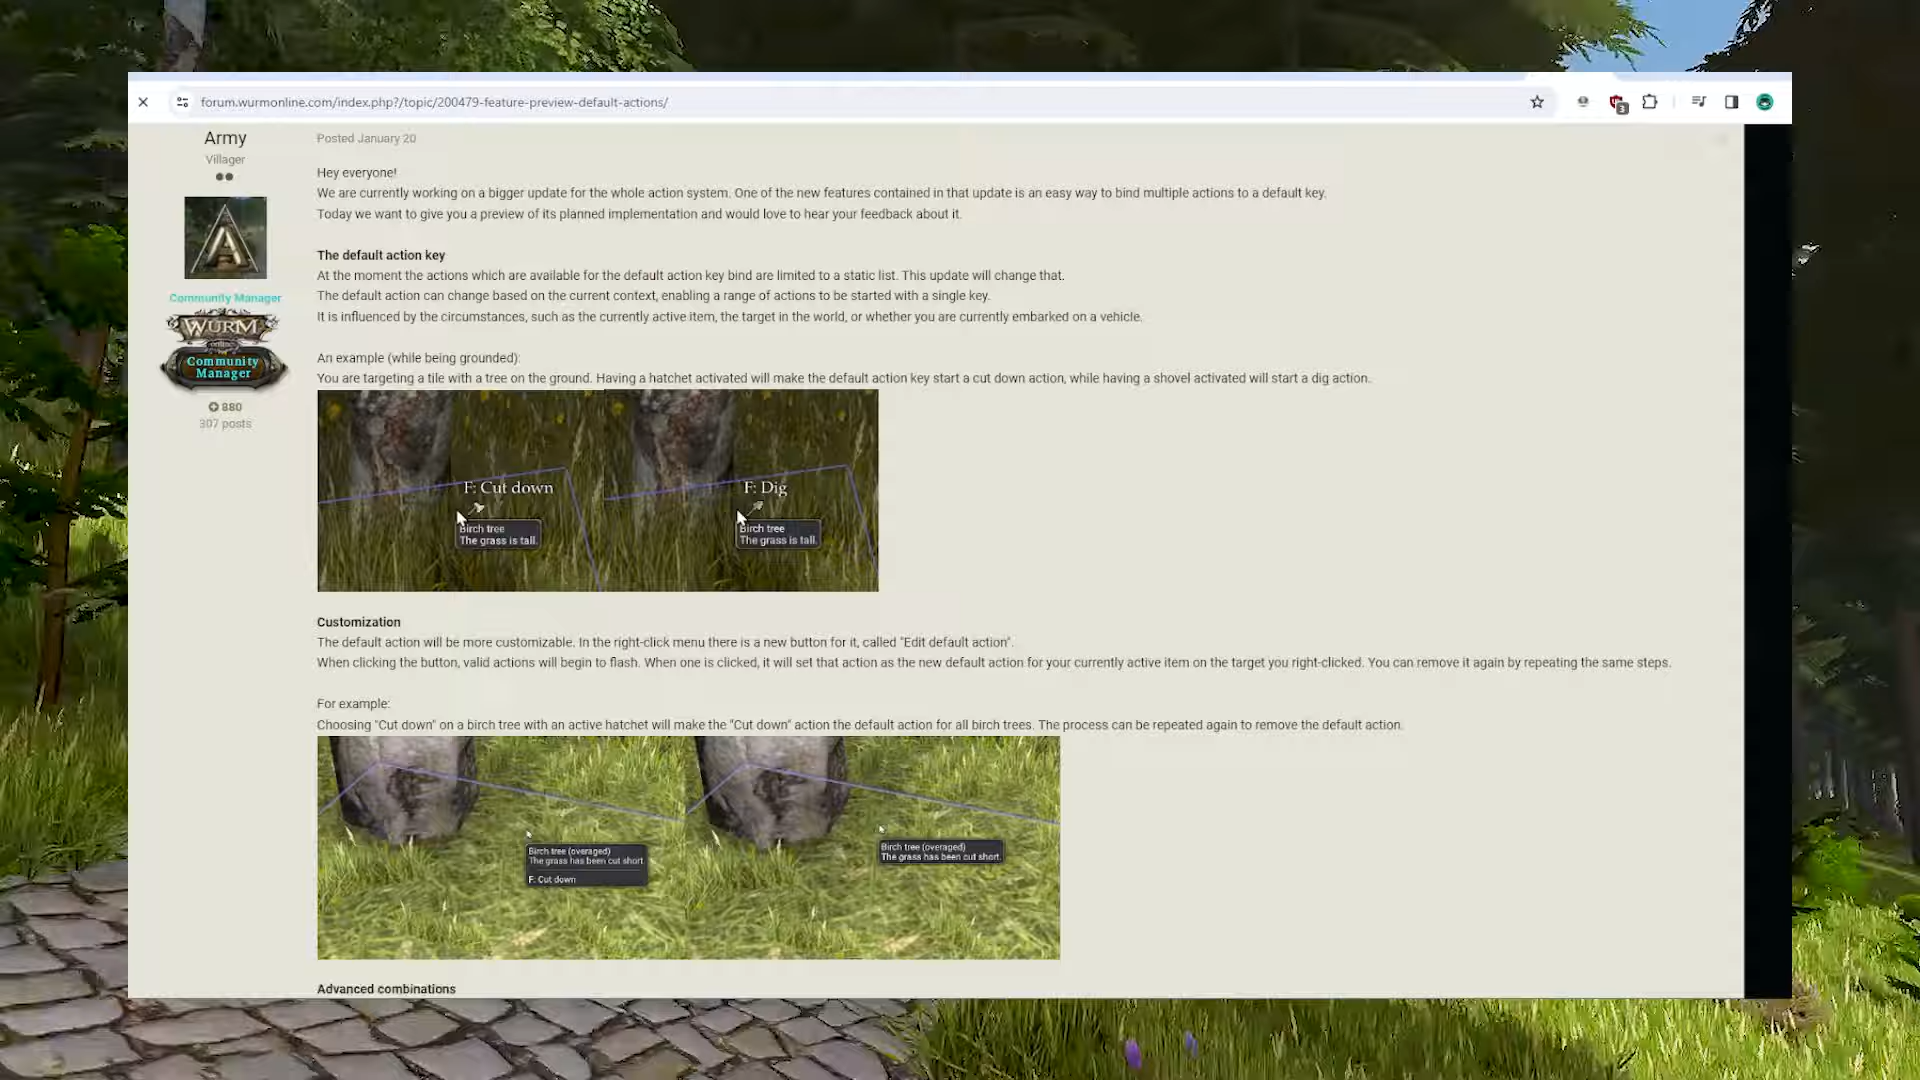 forum.wurmonline.com/index.php?/topic/200479-feature-preview-default-actions/
3
Army
Villager
Community Manager
WURM
online
Community
Manager
880
307 posts
Posted January 20
Hey everyone!
We are currently working on a bigger update for the whole action system. One of the new features contained in that update is an easy way to bind multiple actions to a default key.
Today we want to give you a preview of its planned implementation and would love to hear your feedback about it.
The default action key
At the moment the actions which are available for the default action key bind are limited to a static list. This update will change that.
The default action can change based on the current context, enabling a range of actions to be started with a single key.
It is influenced by the circumstances, such as the currently active item, the target in the world, or whether you are currently embarked on a vehicle.
An example (while being grounded):
You are targeting a tile with a tree on the ground. Having a hatchet activated will make the default action key start a cut down action, while having a shovel activated will start a dig action.
F: Cut down
Birch tree
The grass is tall.
F: Dig
Birch tree
The grass is tall.
Customization
The default action will be more customizable. In the right-click menu there is a new button for it, called "Edit default action".
When clicking the button, valid actions will begin to flash. When one is clicked, it will set that action as the new default action for your currently active item on the target you right-clicked. You can remove it again by repeating the same steps.
For example:
Choosing "Cut down" on a birch tree with an active hatchet will make the "Cut down" action the default action for all birch trees. The process can be repeated again to remove the default action.
Birch tree (overaged)
The grass has been cut short.
F: Cut down
Birch tree (overaged)
The grass has been cut short.
Advanced combinations